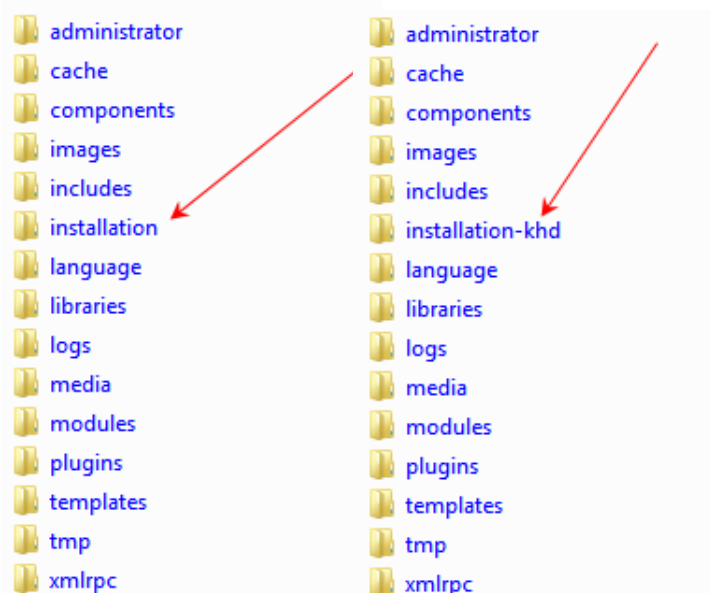 administrator
cache
components
images
includes
installation
language
libraries
logs
media
modules
plugins
templates
tmp
xmlrpc
administrator
cache
components
images
includes
installation-khd
language
libraries
logs
media
modules
plugins
templates
tmp
xmlrpc